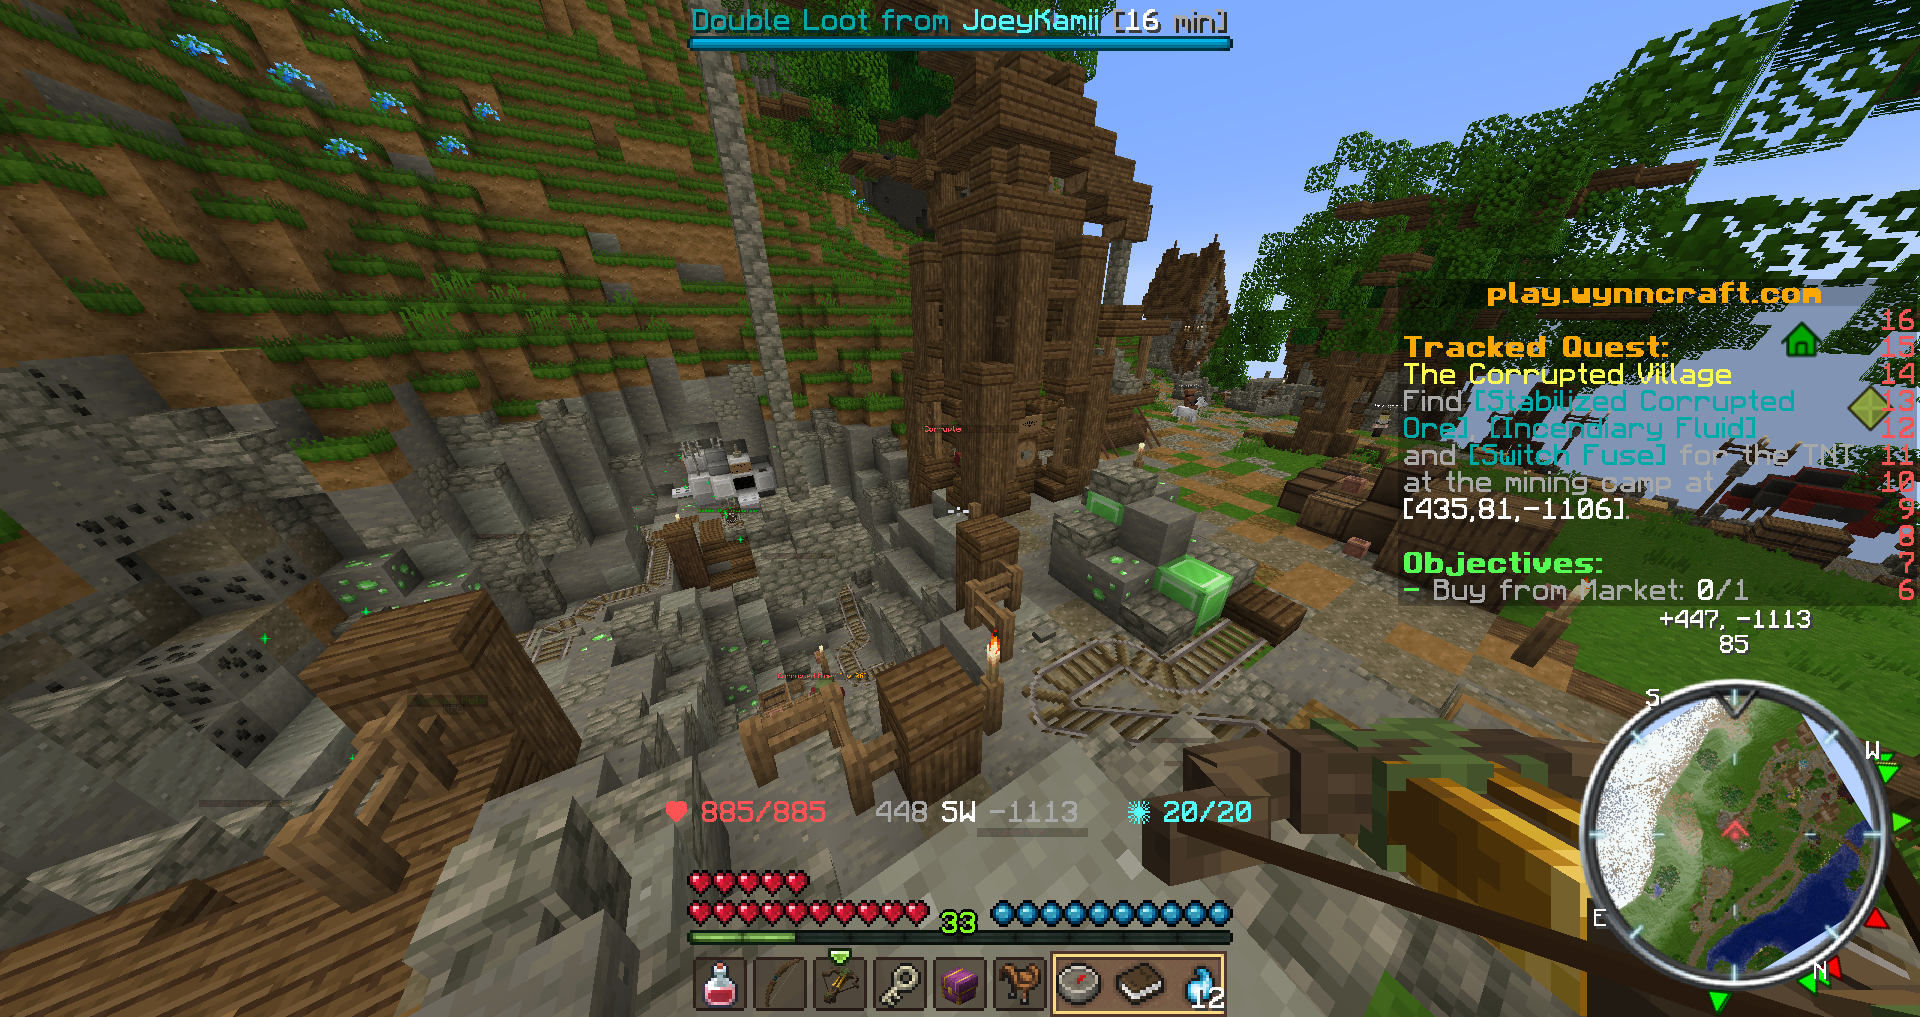 Double Loot from JoeyKamii [16 min]
play.wynncraft.com
16
Tracked Quest:
15
The Corrupted Village
14
Find [Stabilized Corrupted
13
Ore], [Incendiary Fluid]
12
and [Switch Fuse] for the TNT
11
at the mining camp at
10
[435,81,-1106].
9
8
Objectives:
7
- Buy from Market: 0/1
6
+447, -1113
85
S
W
E
N
Corrupte
885/885
448 SW -1113
20/20
33
12